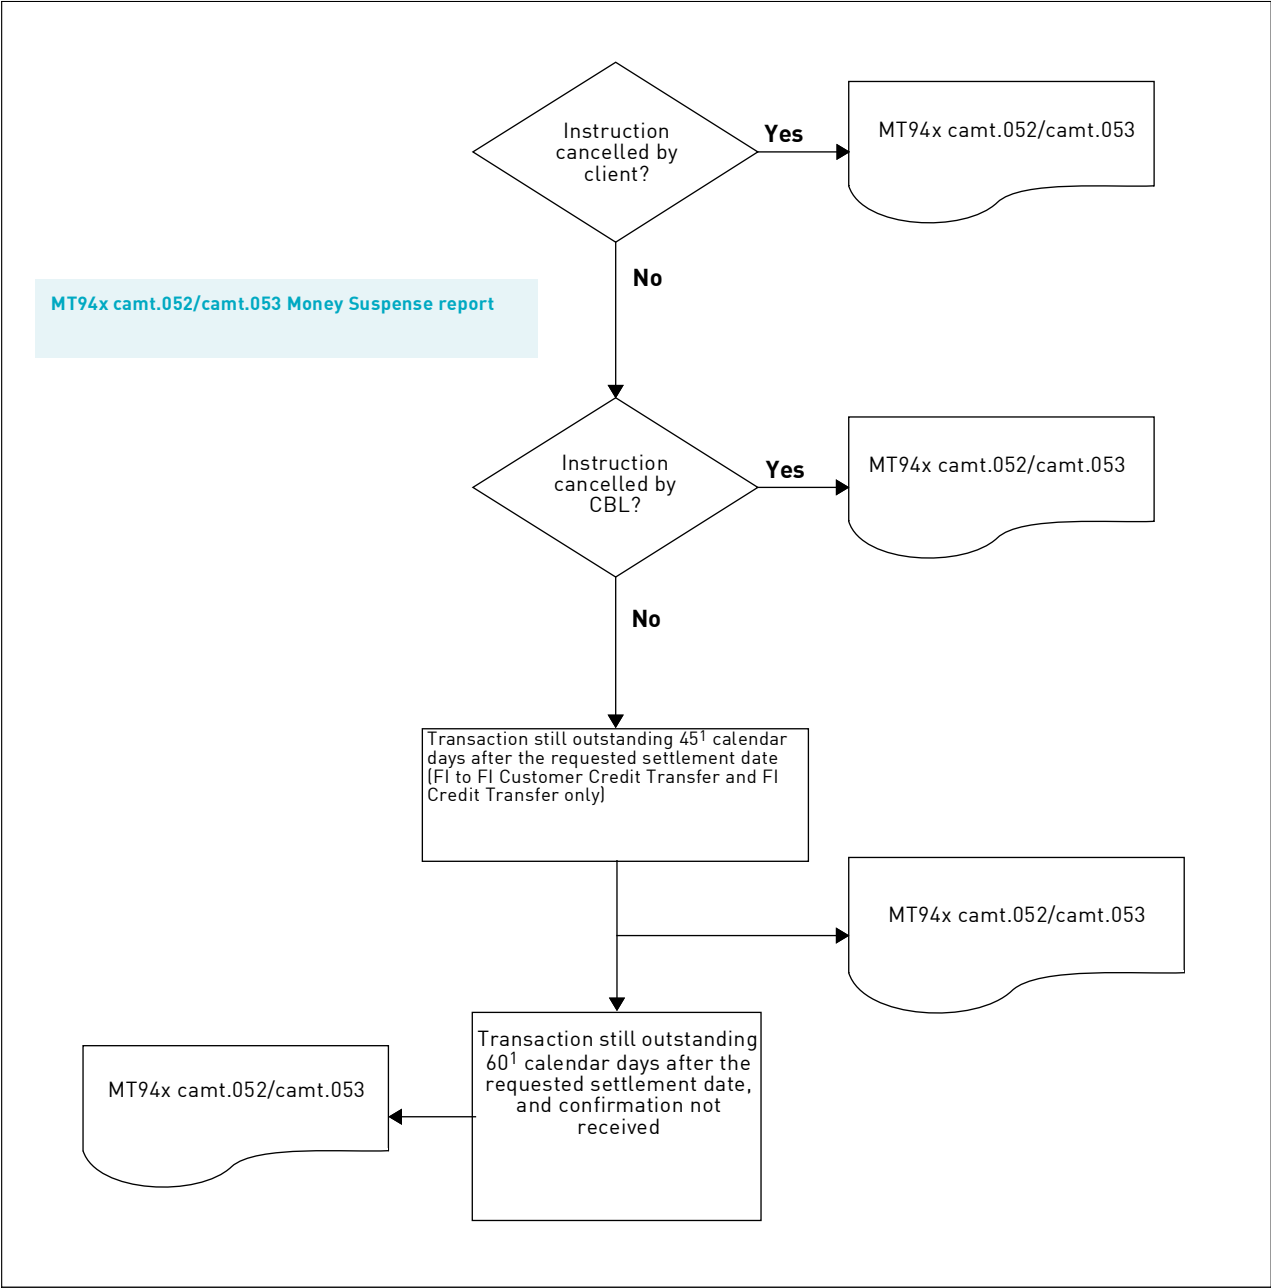 Instruction
cancelled by
client?
Yes
MT94x camt.052/camt.053
No
MT94x camt.052/camt.053 Money Suspense report
Instruction
cancelled by
CBL?
Yes
MT94x camt.052/camt.053
No
Transaction still outstanding 45¹ calendar
days after the requested settlement date
(FI to FI Customer Credit Transfer and FI
Credit Transfer only)
MT94x camt.052/camt.053
Transaction still outstanding
60¹ calendar days after the
requested settlement date,
and confirmation not
received
MT94x camt.052/camt.053